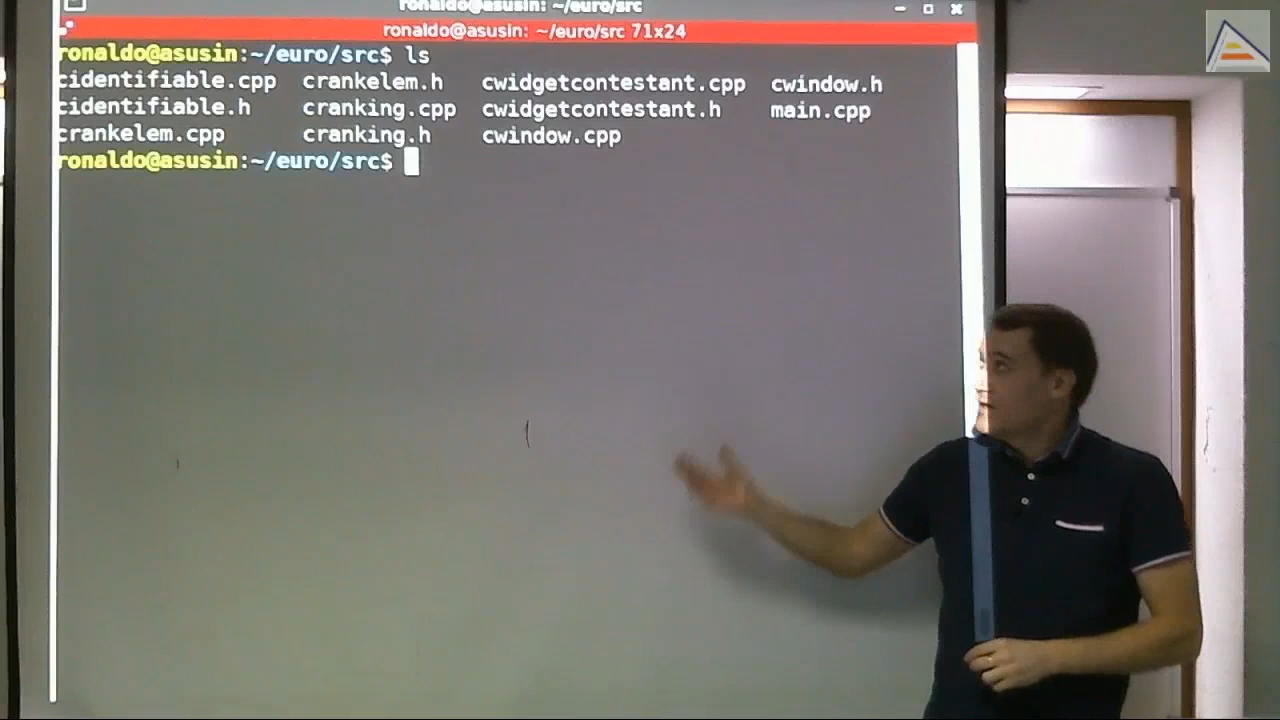 ronaldo@asusin: ~/euro/src
ronaldo@asusin: ~/euro/src 71x24
ronaldo@asusin:~/euro/src$ ls
cidentifiable.cpp crankelem.h cwidgetcontestant.cpp cwindow.h
cidentifiable.h cranking.cpp cwidgetcontestant.h main.cpp
crankelem.cpp cranking.h cwindow.cpp
ronaldo@asusin:~/euro/src$